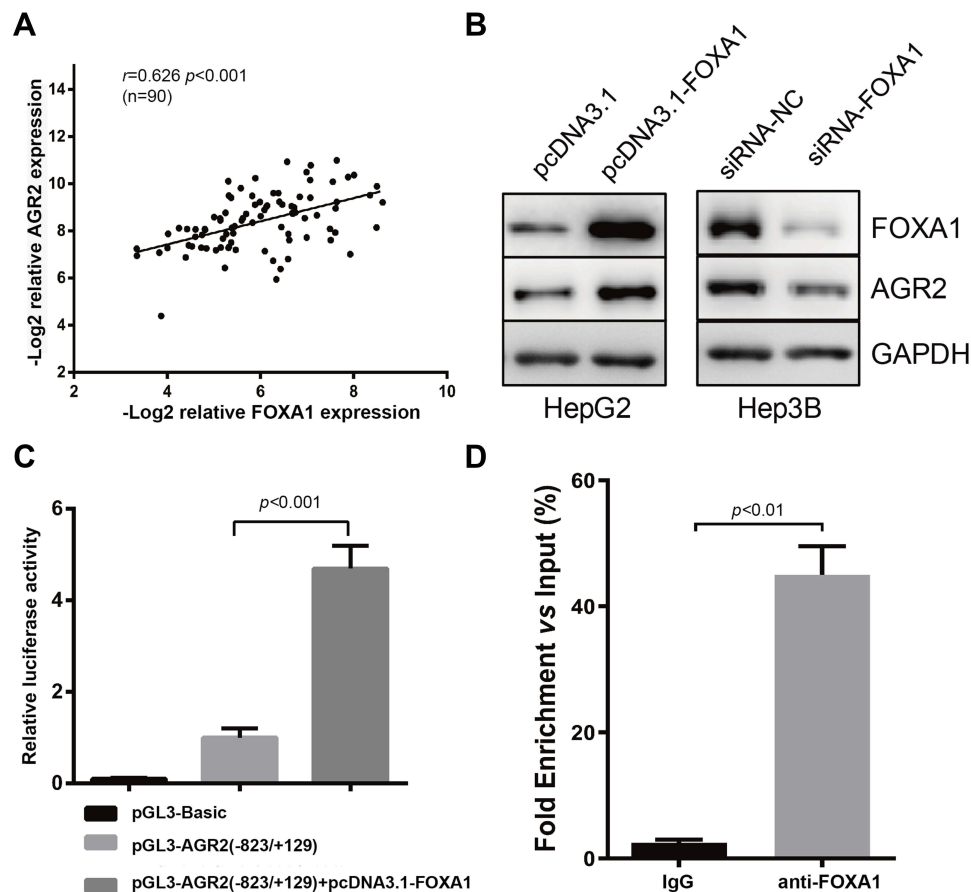 A
r=0.626 p<0.001
(n=90)
-Log2 relative AGR2 expression
14
12
10
8
6
4
2
2
4
6
8
10
-Log2 relative FOXA1 expression
B
pcDNA3.1
pcDNA3.1-FOXA1
siRNA-NC
siRNA-FOXA1
FOXA1
AGR2
GAPDH
HepG2
Hep3B
C
p<0.001
Relative luciferase activity
6
4
2
0
pGL3-Basic
pGL3-AGR2(-823/+129)
pGL3-AGR2(-823/+129)+pcDNA3.1-FOXA1
D
p<0.01
Fold Enrichment vs Input (%)
60
40
20
0
IgG
anti-FOXA1